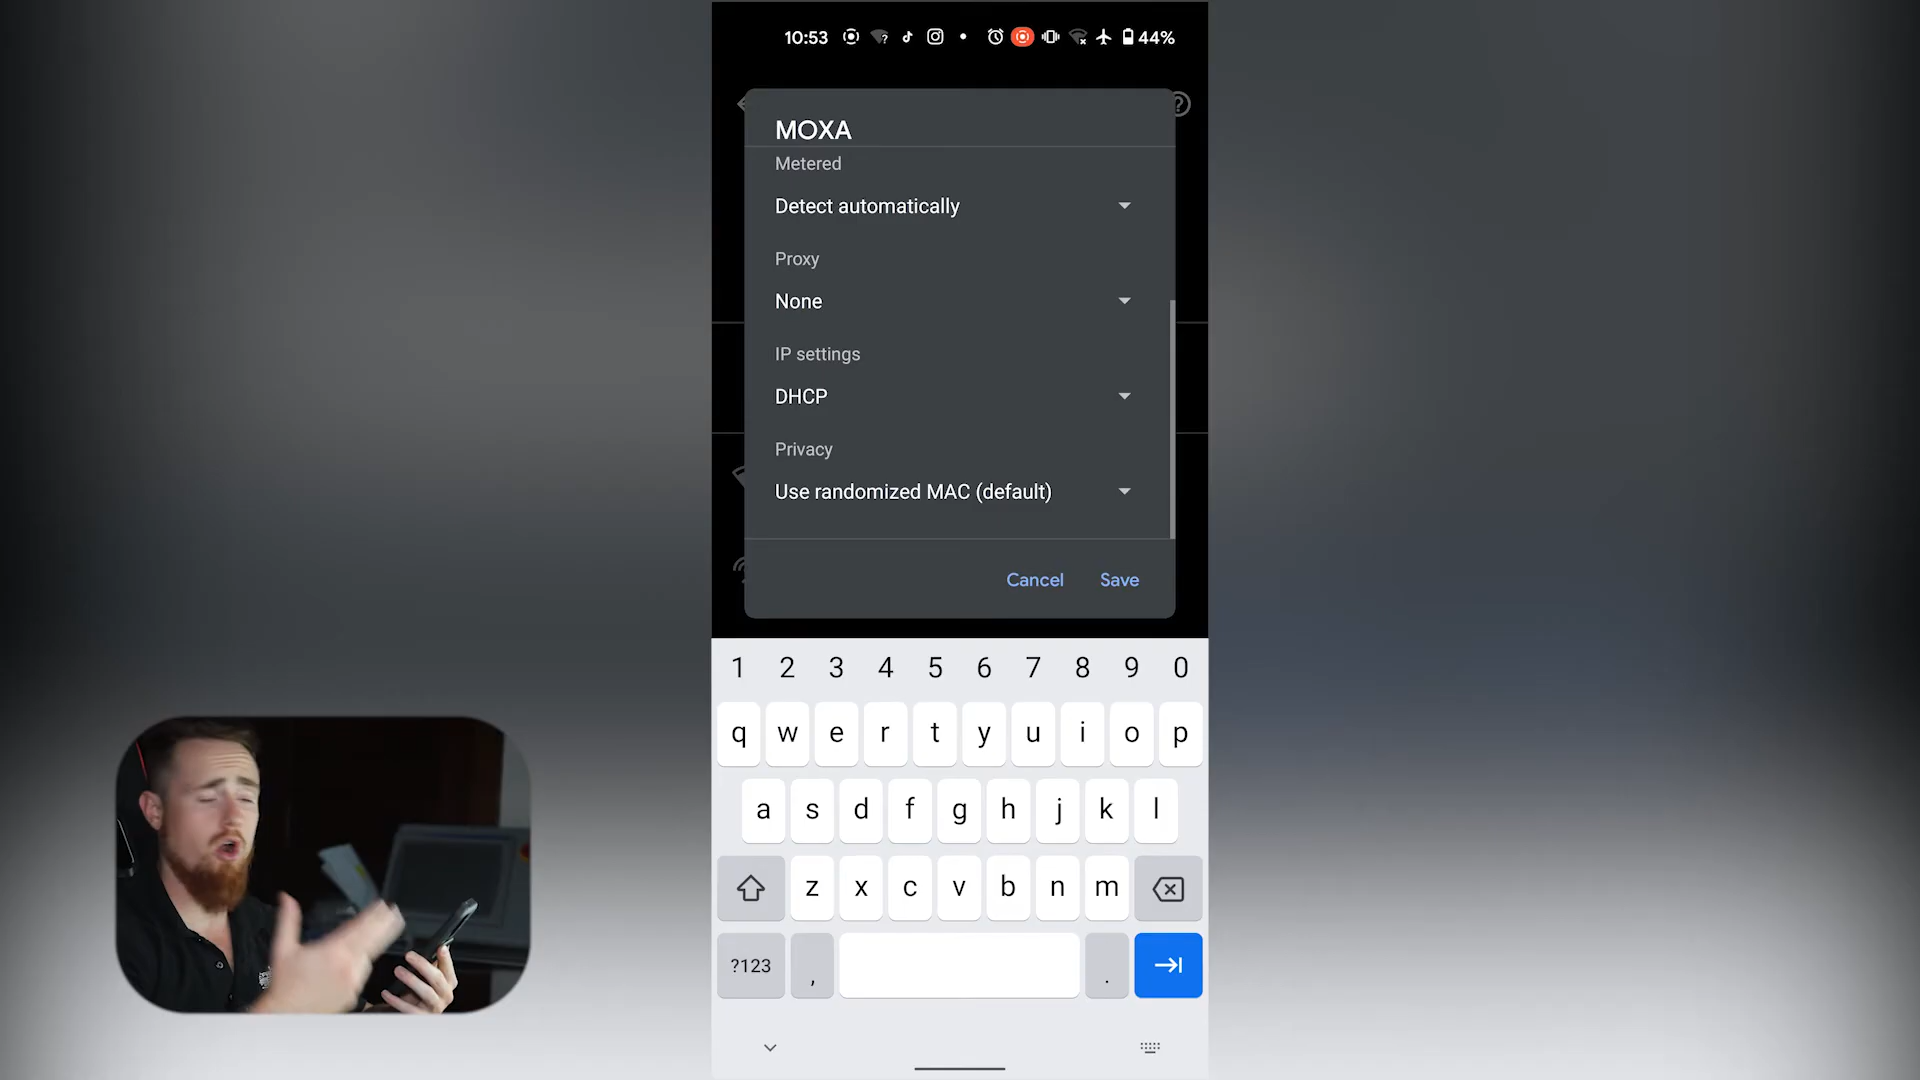 10:53 44%
MOXA
Metered
Detect automatically
Proxy
None
IP settings
DHCP
Privacy
Use randomized MAC (default)
Cancel Save
1 2 3 4 5 6 7 8 9 0
q w e r t y u i o p
a s d f g h j k l
z x c v b n m
?123 , .